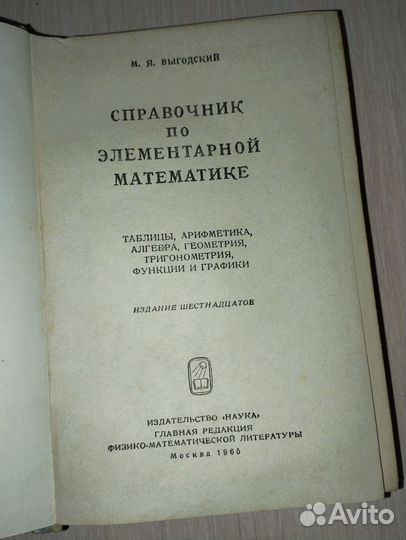 М. Я. ВЫГОДСКИЙ
СПРАВОЧНИК
ПО
ЭЛЕМЕНТАРНОЙ
МАТЕМАТИКЕ
ТАБЛИЦЫ, АРИФМЕТИКА,
АЛГЕБРА, ГЕОМЕТРИЯ,
ТРИГОНОМЕТРИЯ,
ФУНКЦИИ И ГРАФИКИ
ИЗДАНИЕ ШЕСТНАДЦАТОЕ
ИЗДАТЕЛЬСТВО «НАУКА»
ГЛАВНАЯ РЕДАКЦИЯ
ФИЗИКО-МАТЕМАТИЧЕСКОЙ ЛИТЕРАТУРЫ
Москва 1965
Avito